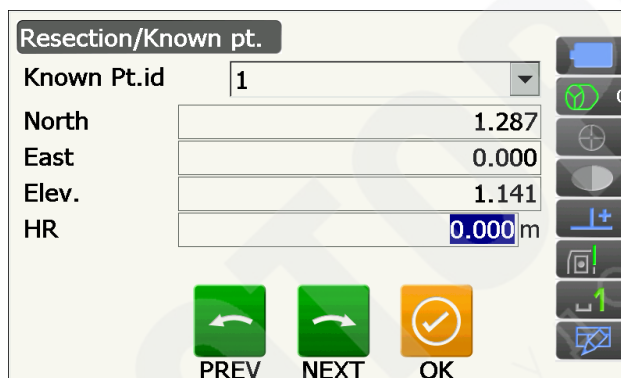 Resection/Known pt.
Known Pt.id 1
North 1.287
East 0.000
Elev. 1.141
HR 0.000 m
1
PREV NEXT OK